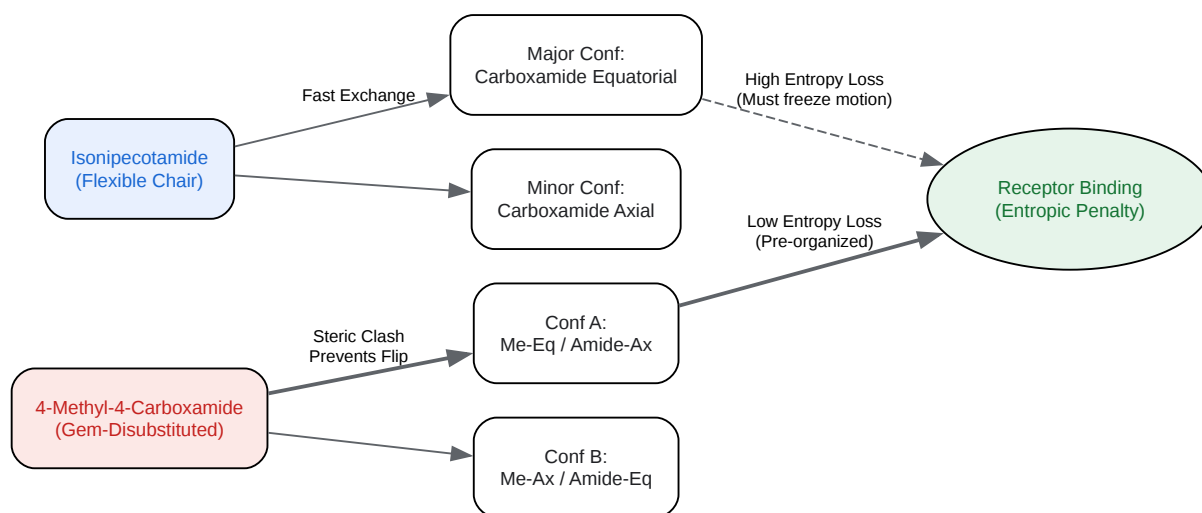 Major Conf:
Carboxamide Equatorial
High Entropy Loss
(Must freeze motion)
Fast Exchange
Isonipecotamide
(Flexible Chair)
Minor Conf:
Carboxamide Axial
Receptor Binding
(Entropic Penalty)
Low Entropy Loss
(Pre-organized)
Steric Clash
Prevents Flip
Conf A:
Me-Eq / Amide-Ax
4-Methyl-4-Carboxamide
(Gem-Disubstituted)
Conf B:
Me-Ax / Amide-Eq